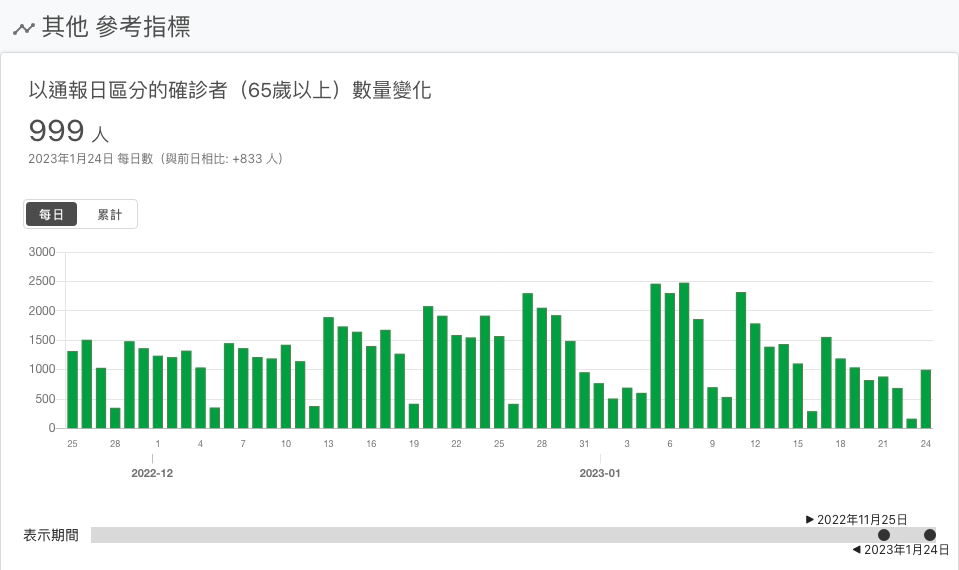 其他 參考指標
以通報日區分的確診者（65歲以上）數量變化
999 人
2023年1月24日 每日數（與前日相比: +833 人）
每日 累計
3000
2500
2000
1500
1000
500
0
25 28 1 4 7 10 13 16 19 22 25 28 31 3 6 9 12 15 18 21 24
2022-12 2023-01
▶ 2022年11月25日
表示期間
◀ 2023年1月24日